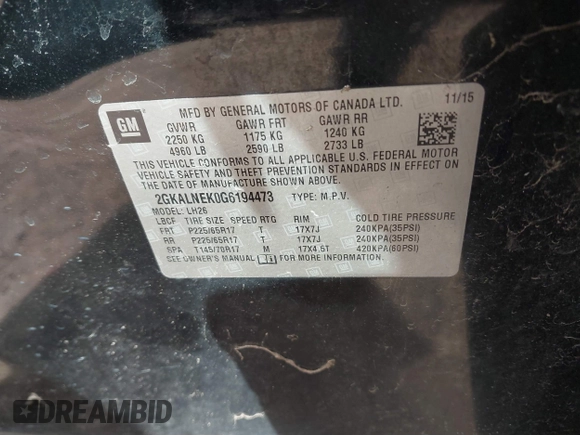 GM
MFD BY GENERAL MOTORS OF CANADA LTD. 11/15
GVWR GAWR FRT GAWR RR
2250 KG 1175 KG 1240 KG
4960 LB 2590 LB 2733 LB
THIS VEHICLE CONFORMS TO ALL APPLICABLE U.S. FEDERAL MOTOR
VEHICLE SAFETY AND THEFT PREVENTION STANDARDS IN EFFECT ON
THE DATE OF MANUFACTURE SHOWN ABOVE.
2GKALNEK0G6194473 TYPE: M.P.V.
MODEL: LH26
LBCF TIRE SIZE SPEED RTG RIM COLD TIRE PRESSURE
FRT P225/65R17 T 17X7J 240KPA(35PSI)
RR P225/65R17 T 17X7J 240KPA(35PSI)
SPA T145/70R17 M 17X4.5T 420KPA(60PSI)
SEE OWNER'S MANUAL FOR MORE INFORMATION.
DREAMBID